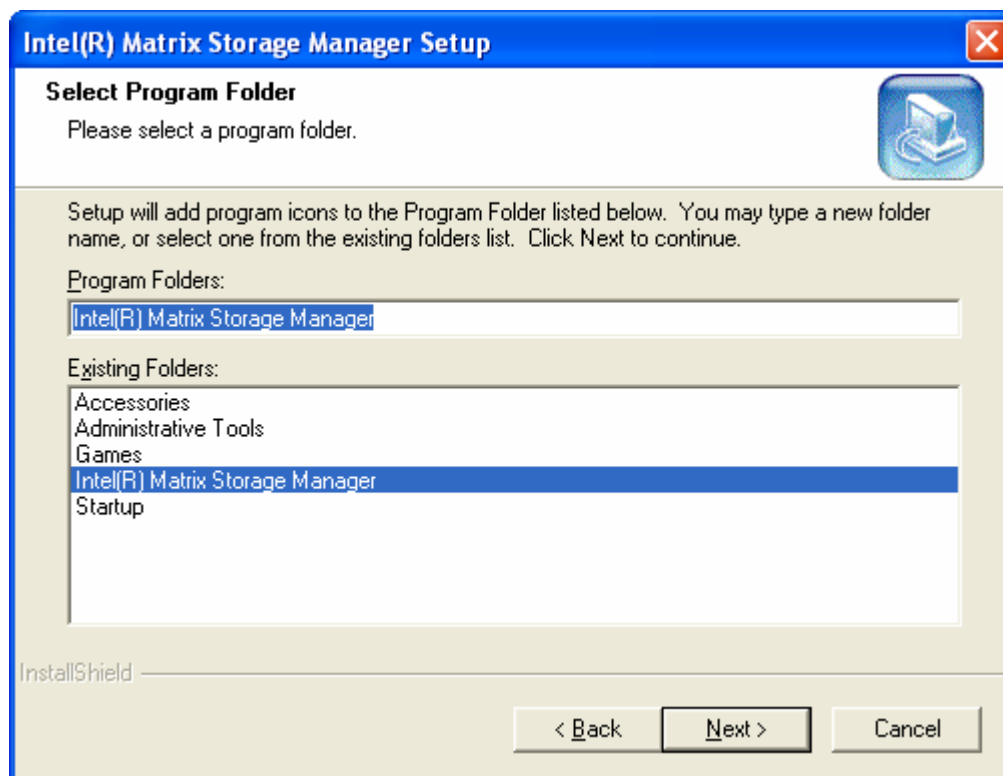 Intel(R) Matrix Storage Manager Setup
Select Program Folder
Please select a program folder.
Setup will add program icons to the Program Folder listed below.  You may type a new folder
name, or select one from the existing folders list.  Click Next to continue.
Program Folders:
Intel(R) Matrix Storage Manager
Existing Folders:
Accessories
Administrative Tools
Games
Intel(R) Matrix Storage Manager
Startup
InstallShield
< Back
Next >
Cancel